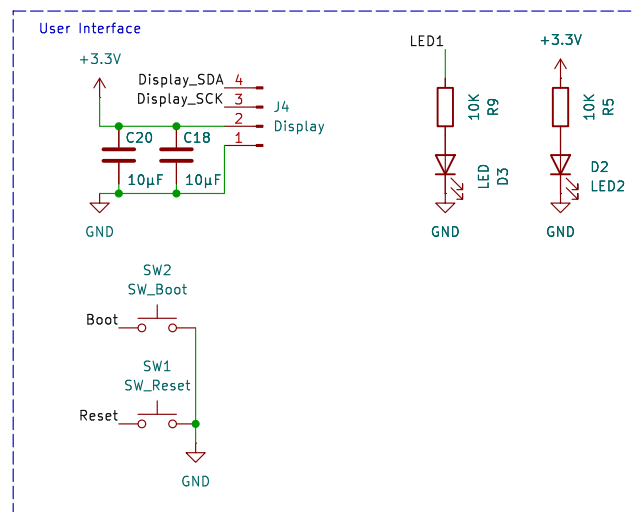 User Interface
+3.3V
Display_SDA 4
Display_SCK 3
J4
2
Display
1
C20
C18
10µF
10µF
GND
LED1
10K
R9
LED
D3
GND
+3.3V
10K
R5
D2
LED2
GND
SW2
SW_Boot
Boot
SW1
SW_Reset
Reset
GND